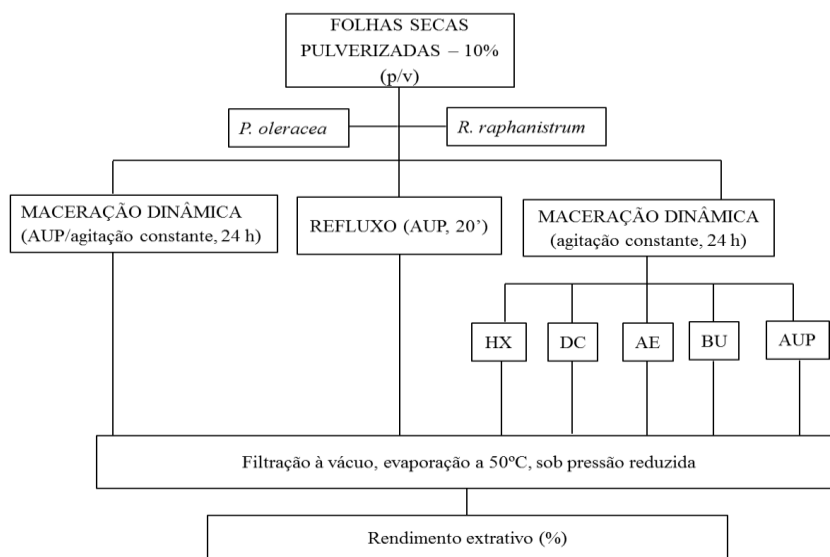 FOLHAS SECAS
PULVERIZADAS – 10%
(p/v)
P. oleracea
R. raphanistrum
MACERAÇÃO DINÂMICA
(AUP/agitação constante, 24 h)
REFLUXO (AUP, 20’)
MACERAÇÃO DINÂMICA
(agitação constante, 24 h)
HX
DC
AE
BU
AUP
Filtração à vácuo, evaporação a 50ºC, sob pressão reduzida
Rendimento extrativo (%)